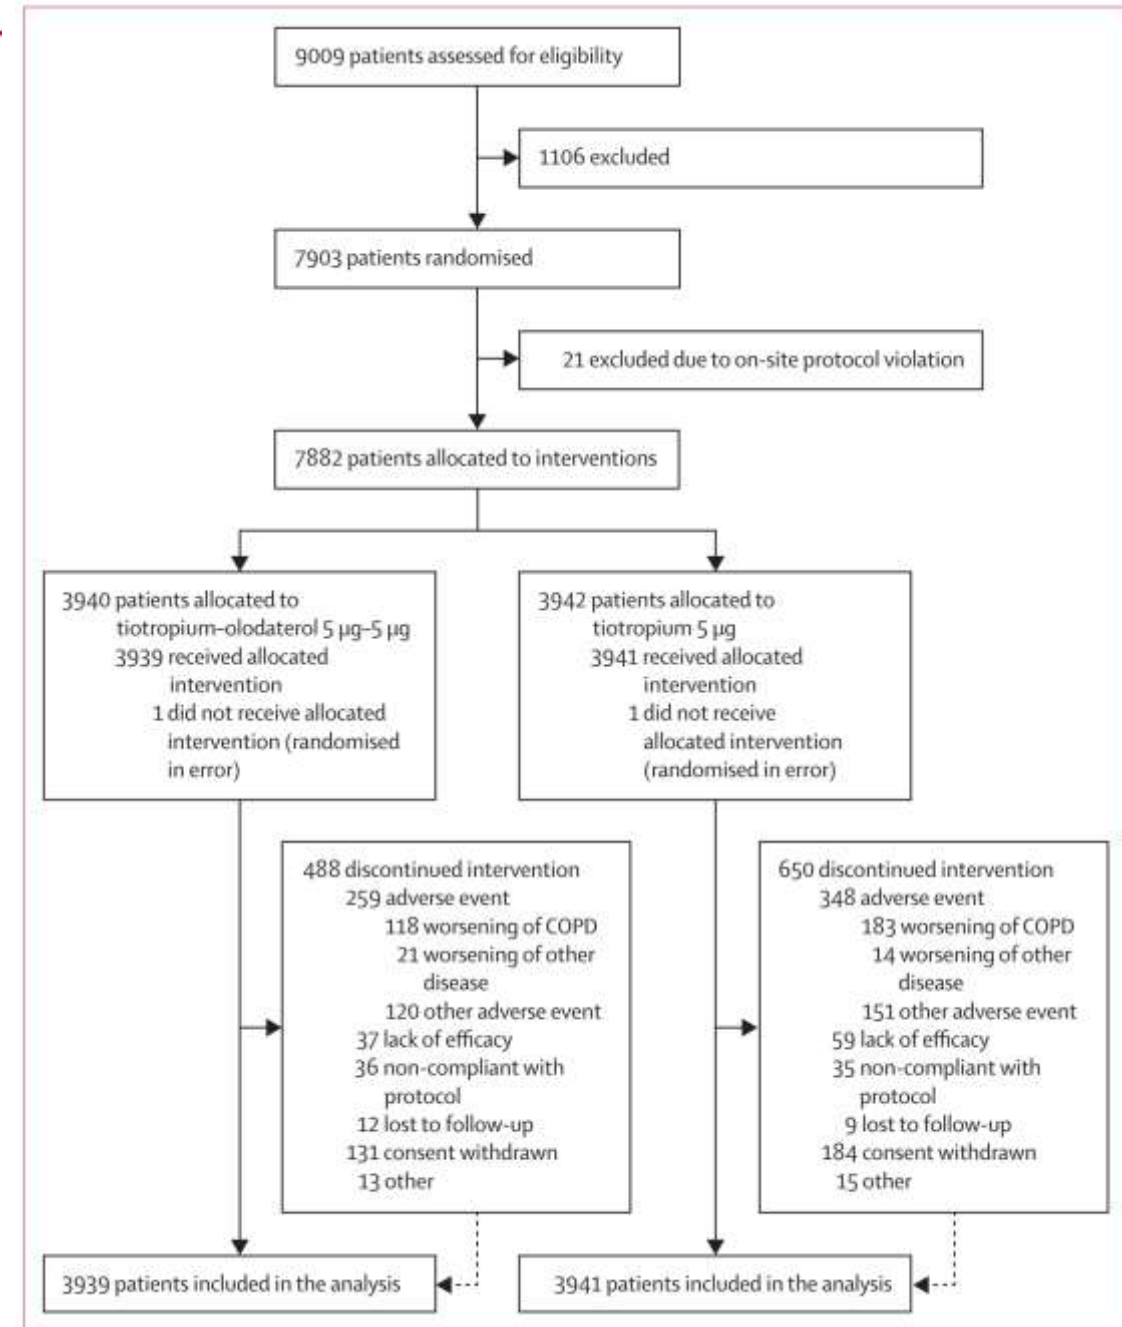 9009 patients assessed for eligibility
1106 excluded
7903 patients randomised
21 excluded due to on-site protocol violation
7882 patients allocated to interventions
3940 patients allocated to
tiotropium–olodaterol 5 μg–5 μg
3939 received allocated
intervention
1 did not receive allocated
intervention (randomised
in error)
3942 patients allocated to
tiotropium 5 μg
3941 received allocated
intervention
1 did not receive
allocated intervention
(randomised in error)
488 discontinued intervention
259 adverse event
118 worsening of COPD
21 worsening of other
disease
120 other adverse event
37 lack of efficacy
36 non-compliant with
protocol
12 lost to follow-up
131 consent withdrawn
13 other
650 discontinued intervention
348 adverse event
183 worsening of COPD
14 worsening of other
disease
151 other adverse event
59 lack of efficacy
35 non-compliant with
protocol
9 lost to follow-up
184 consent withdrawn
15 other
3939 patients included in the analysis
3941 patients included in the analysis